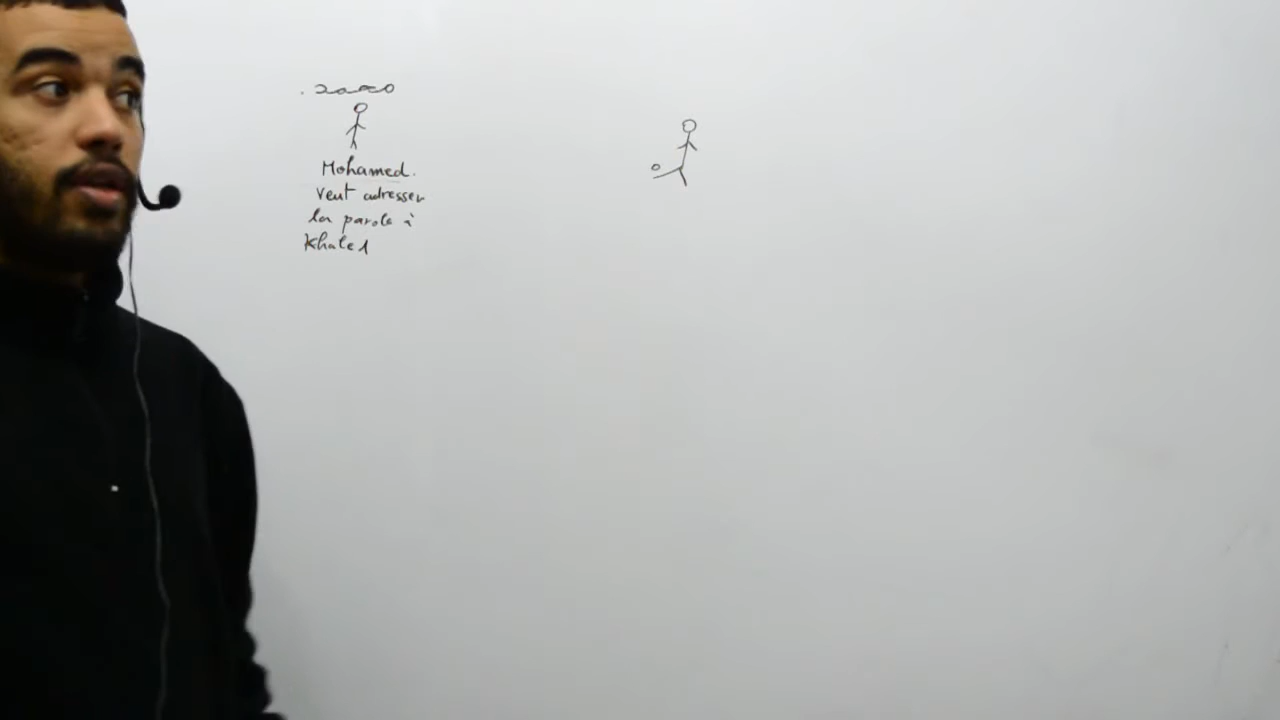 Mohamed.
veut adresser
la parole à
Khaled